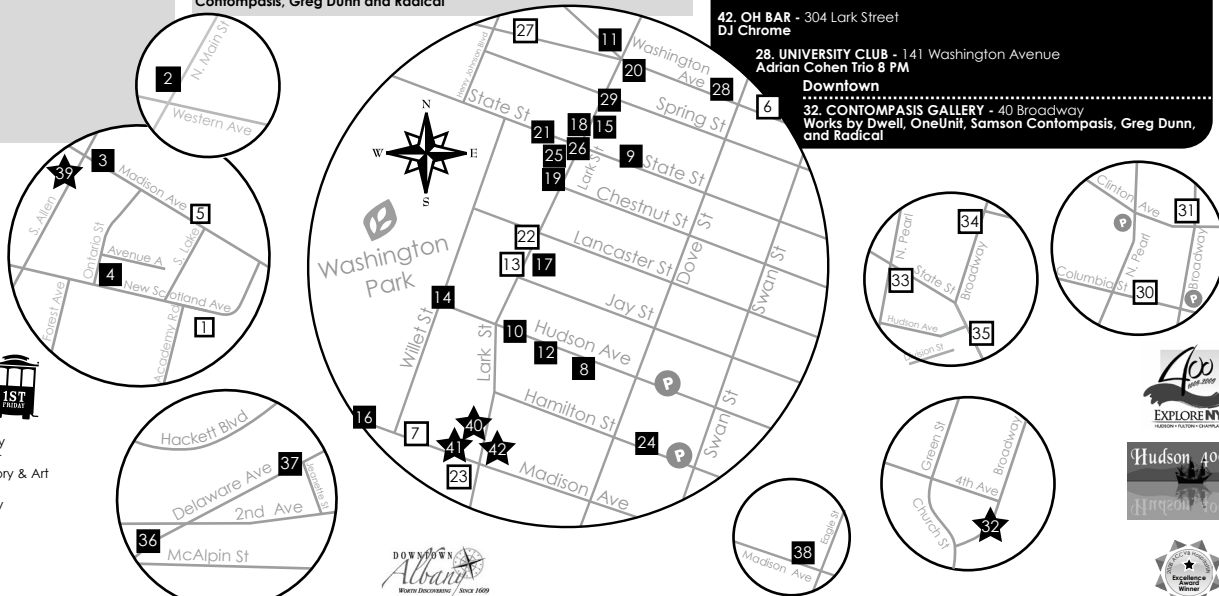 Contompasis, Greg Dunn and Radical
42. OH BAR - 304 Lark Street
DJ Chrome
28. UNIVERSITY CLUB - 141 Washington Avenue
Adrian Cohen Trio 8 PM
Downtown
32. CONTOMPASIS GALLERY - 40 Broadway
Works by Dwell, OneUnit, Samson Contompasis, Greg Dunn,
and Radical
N. Main St
2
Western Ave
39
3
Madison Ave
5
S. Allen
Ontario St
Avenue A
S. Lake
4
New Scotland Ave
Forest Ave
Academy Rd
1
27
11
Henry Johnson Blvd
Washington
Ave
20
28
6
State St
29
Spring St
18
15
21
26
25
9
State St
19
Lark St
Chestnut St
N
W
E
S
Washington
Park
22
13
17
Lancaster St
Dove St
Swan St
14
Jay St
Willet St
Lark St
10
Hudson Ave
12
8
P
16
7
40
41
42
23
Hamilton St
24
P
Swan St
Madison Ave
34
N. Pearl
33
State St
Broadway
Hudson Ave
35
Clinton Ave
31
P
N. Pearl
Columbia St
30
Broadway
P
1ST
FRIDAY
ory & Art
Hackett Blvd
37
Delaware Ave
Jeanette St
2nd Ave
36
McAlpin St
DOWNTOWN
Albany
WORTH DISCOVERING SINCE 1609
Eagle St
38
Madison Ave
Green St
Broadway
4th Ave
Church St
32
400
1609-2009
EXPLORE NY
HUDSON • FULTON • CHAMPLA
Hudson 400
Excellence
Award
Winner